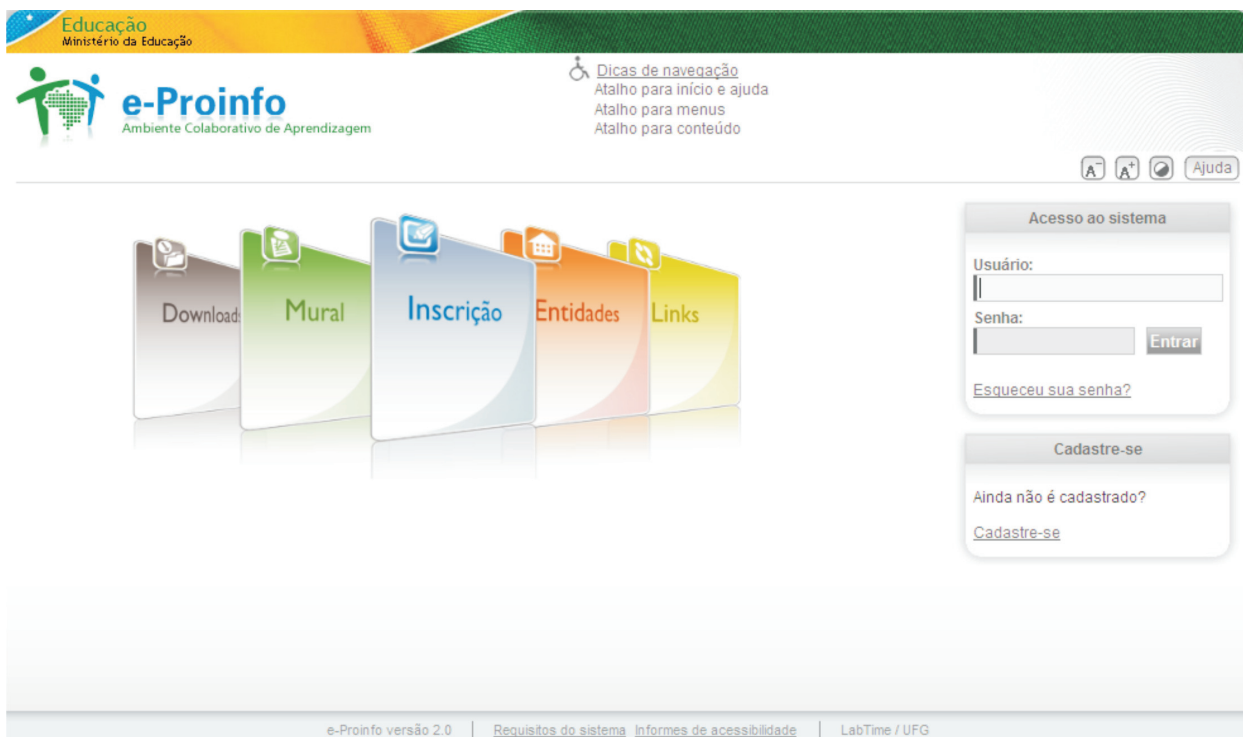 Educação
Ministério da Educação
e-Proinfo
Ambiente Colaborativo de Aprendizagem
Dicas de navegação
Atalho para início e ajuda
Atalho para menus
Atalho para conteúdo
A- A+ Ajuda
Downloads
Mural
Inscrição
Entidades
Links
Acesso ao sistema
Usuário:
Senha:
Entrar
Esqueceu sua senha?
Cadastre-se
Ainda não é cadastrado?
Cadastre-se
e-Proinfo versão 2.0 | Requisitos do sistema Informes de acessibilidade | LabTime / UFG